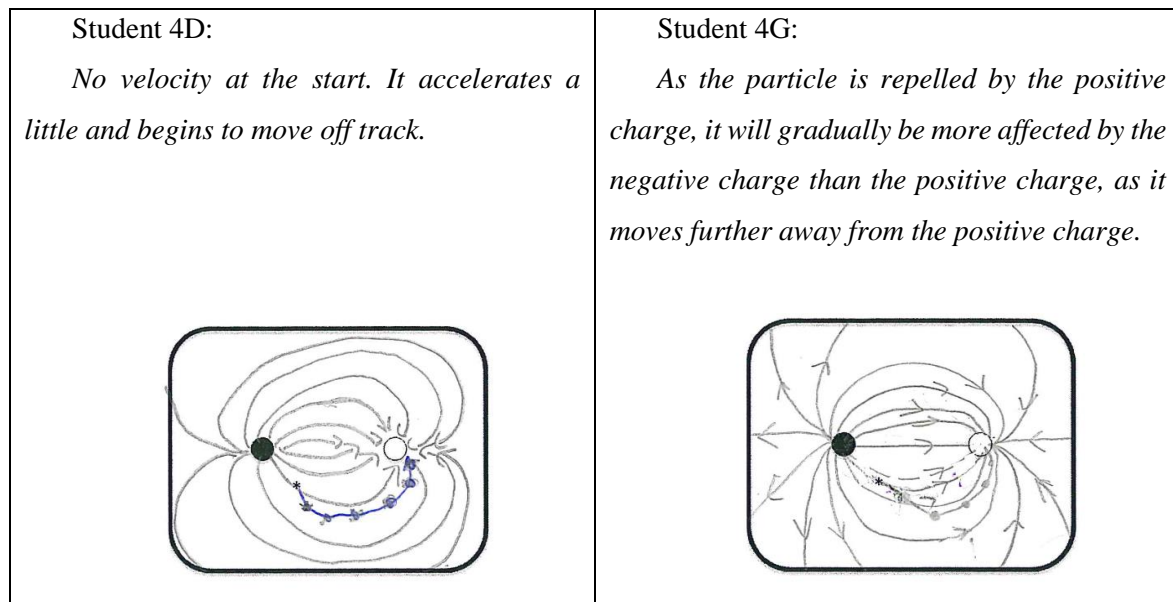 Student 4D:
No velocity at the start. It accelerates a
little and begins to move off track.
Student 4G:
As the particle is repelled by the positive
charge, it will gradually be more affected by the
negative charge than the positive charge, as it
moves further away from the positive charge.